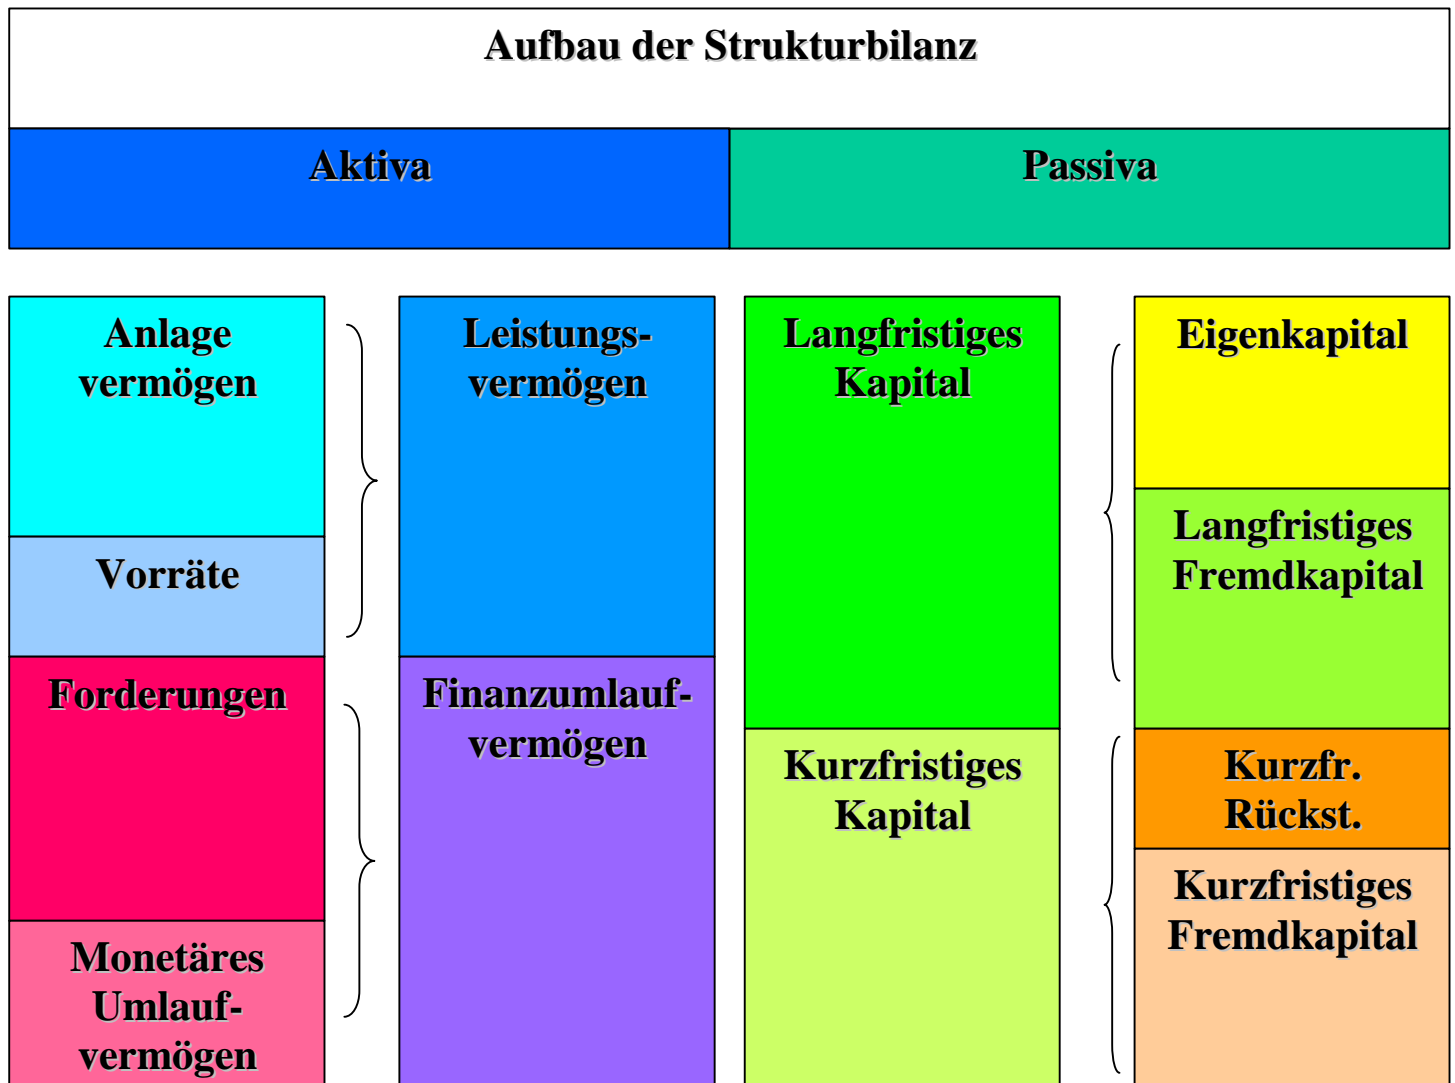 Aufbau der Strukturbilanz
Aktiva
Passiva
Anlage
vermögen
Vorräte
Forderungen
Monetäres
Umlauf-
vermögen
Leistungs-
vermögen
Finanzumlauf-
vermögen
Langfristiges
Kapital
Kurzfristiges
Kapital
Eigenkapital
Langfristiges
Fremdkapital
Kurzfr.
Rückst.
Kurzfristiges
Fremdkapital